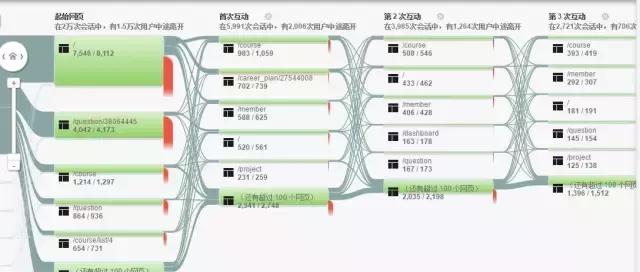 起始网页
在2万次会话中，有1.5万次用户中途离开
/
7,546 / 8,112
/question/38064445
4,042 / 4,173
/course
1,214 / 1,297
/question
864 / 936
/course/list/4
654 / 731
首次互动
在5,991次会话中，有2,006次用户中途离开
/course
983 / 1,059
/career_plan/27544008
702 / 739
/member
588 / 625
/
520 / 561
/project
231 / 259
（还有超过 100 个网页）
2,541 / 2,748
第 2 次互动
在3,985次会话中，有1,264次用户中途离开
/course
508 / 546
/
433 / 462
/member
406 / 428
/dashboard
163 / 178
/question
167 / 173
（还有超过 100 个网页）
2,035 / 2,198
第 3 次互动
在2,721次会话中，有706次
/course
393 / 419
/member
292 / 307
/
181 / 191
/question
145 / 154
/project
125 / 138
（还有超过 100 个网页）
1,396 / 1,512